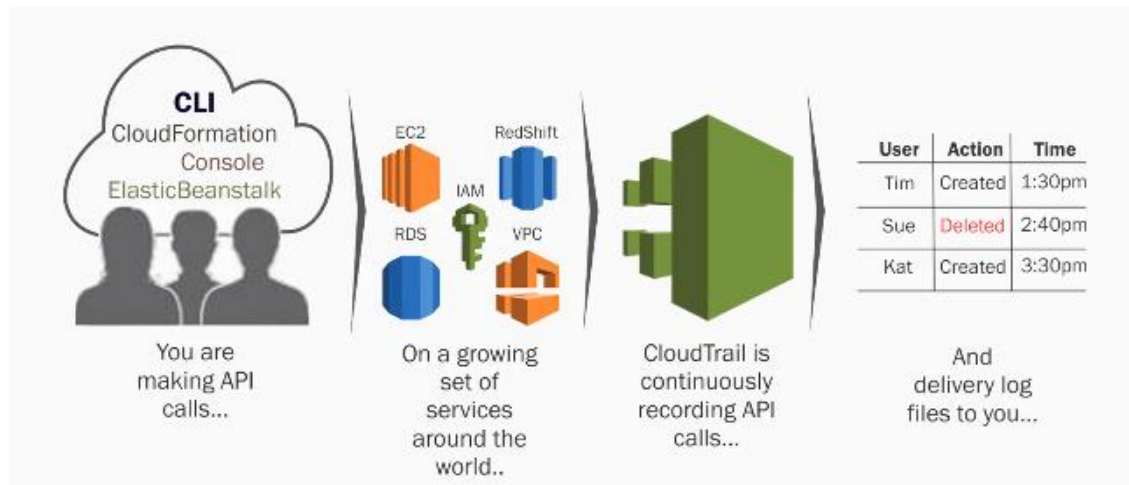 CLI
CloudFormation
Console
ElasticBeanstalk
You are
making API
calls...
EC2
RedShift
IAM
RDS
VPC
On a growing
set of
services
around the
world..
CloudTrail is
continuously
recording API
calls...
User Action Time
Tim Created 1:30pm
Sue Deleted 2:40pm
Kat Created 3:30pm
And
delivery log
files to you...